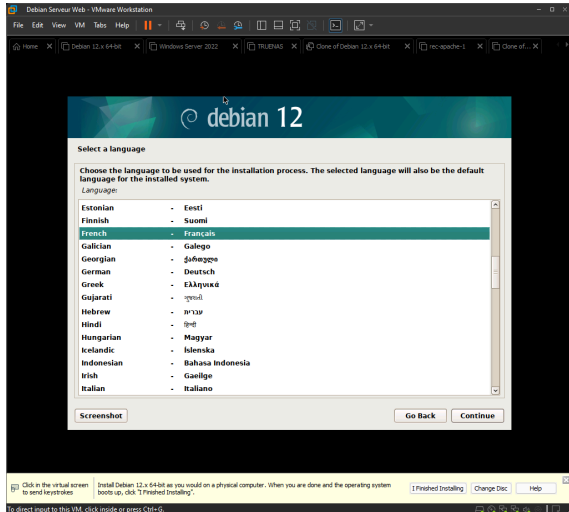 Debian Serveur Web - VMware Workstation
File Edit View VM Tabs Help
Home Debian 12.x 64-bit Windows Server 2022 TRUENAS Clone of Debian 12.x 64-bit rec-apache-1 Clone of...
debian 12
Select a language
Choose the language to be used for the installation process. The selected language will also be the default
language for the installed system.
Language:
Estonian - Eesti
Finnish - Suomi
French - Français
Galician - Galego
Georgian - ქართული
German - Deutsch
Greek - Ελληνικά
Gujarati - ગુજરાતી
Hebrew - עברית
Hindi - हिन्दी
Hungarian - Magyar
Icelandic - Íslenska
Indonesian - Bahasa Indonesia
Irish - Gaeilge
Italian - Italiano
Screenshot Go Back Continue
Click in the virtual screen
to send keystrokes
Install Debian 12.x 64-bit as you would on a physical computer. When you are done and the operating system
boots up, click "I Finished Installing".
I Finished Installing Change Disc Help
To direct input to this VM, click inside or press Ctrl+G.